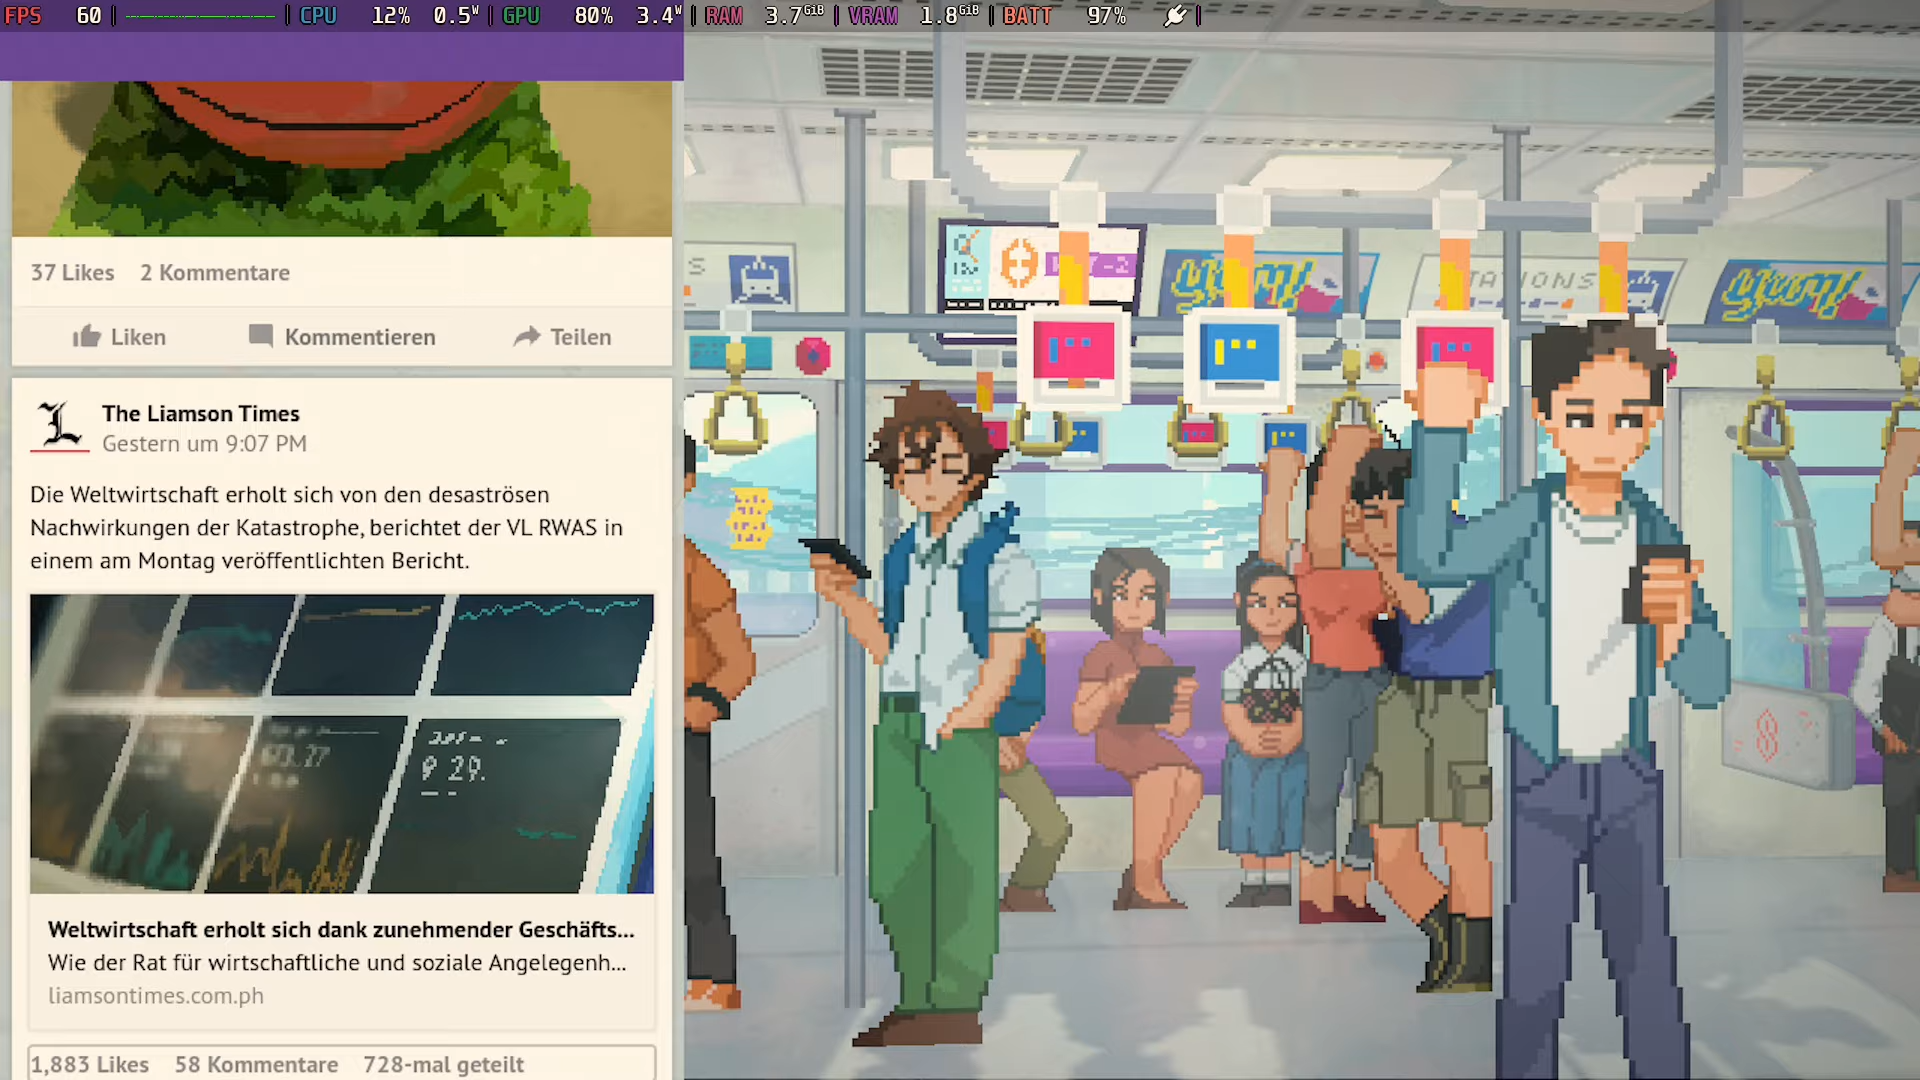 FPS 60 CPU 12% 0.5W GPU 80% 3.4W RAM 3.7GiB VRAM 1.8GiB BATT 97%
37 Likes 2 Kommentare
Liken Kommentieren Teilen
The Liamson Times
Gestern um 9:07 PM
Die Weltwirtschaft erholt sich von den desaströsen
Nachwirkungen der Katastrophe, berichtet der VL RWAS in
einem am Montag veröffentlichten Bericht.
9 29.
Weltwirtschaft erholt sich dank zunehmender Geschäfts...
Wie der Rat für wirtschaftliche und soziale Angelegenh...
liamsontimes.com.ph
1,883 Likes 58 Kommentare 728-mal geteilt
yum!
yum!